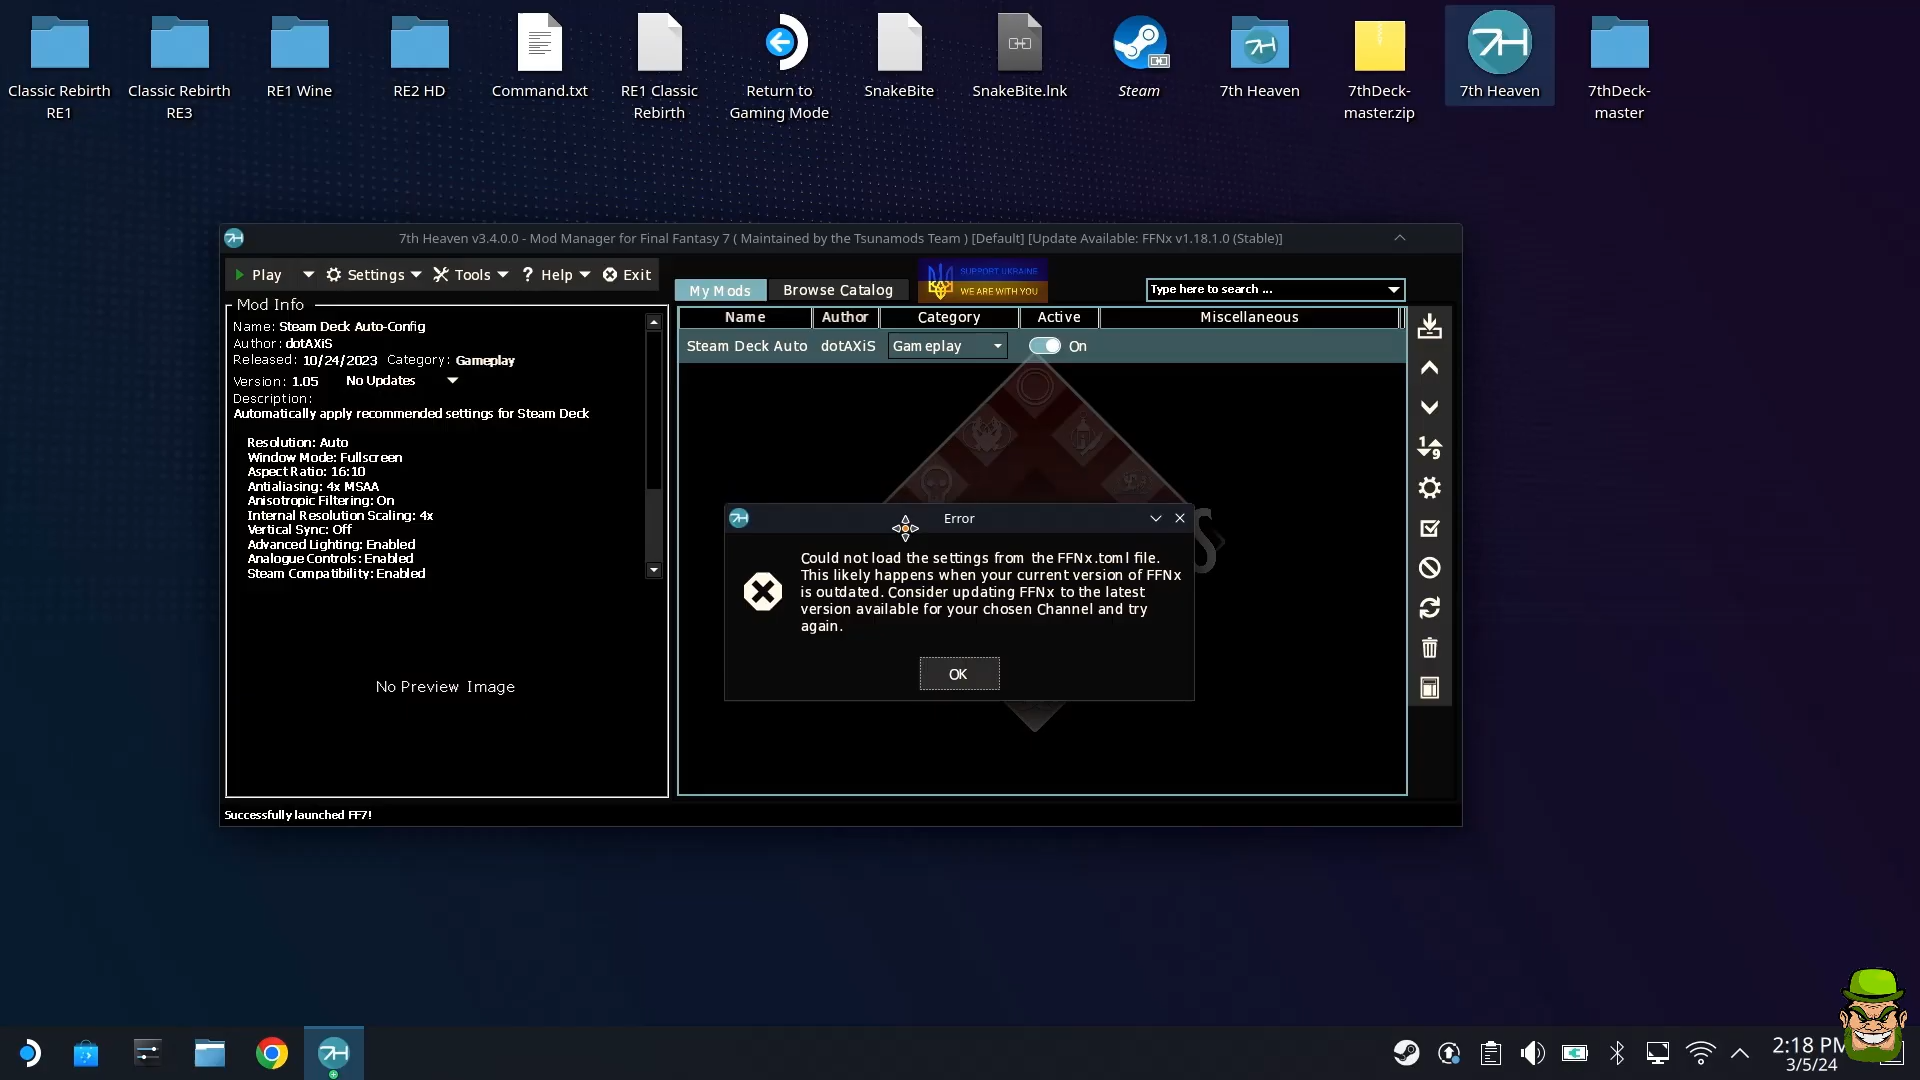 Classic Rebirth RE1
Classic Rebirth RE3
RE1 Wine
RE2 HD
Command.txt
RE1 Classic Rebirth
Return to Gaming Mode
SnakeBite
SnakeBite.lnk
Steam
7th Heaven
7thDeck-master.zip
7th Heaven
7thDeck-master
7th Heaven v3.4.0.0 - Mod Manager for Final Fantasy 7 ( Maintained by the Tsunamods Team ) [Default] [Update Available: FFNx v1.18.1.0 (Stable)]
Play
Settings
Tools
? Help
Exit
SUPPORT UKRAINE
WE ARE WITH YOU
My Mods
Browse Catalog
Type here to search ...
Mod Info
Name: Steam Deck Auto-Config
Author: dotAXiS
Released: 10/24/2023 Category: Gameplay
Version: 1.05 No Updates
Description:
Automatically apply recommended settings for Steam Deck
Resolution: Auto
Window Mode: Fullscreen
Aspect Ratio: 16:10
Antialiasing: 4x MSAA
Anisotropic Filtering: On
Internal Resolution Scaling: 4x
Vertical Sync: Off
Advanced Lighting: Enabled
Analogue Controls: Enabled
Steam Compatibility: Enabled
No Preview Image
Name Author Category Active Miscellaneous
Steam Deck Auto dotAXiS Gameplay On
Error
Could not load the settings from the FFNx.toml file.
This likely happens when your current version of FFNx
is outdated. Consider updating FFNx to the latest
version available for your chosen Channel and try
again.
OK
Successfully launched FF7!
2:18 PM
3/5/24